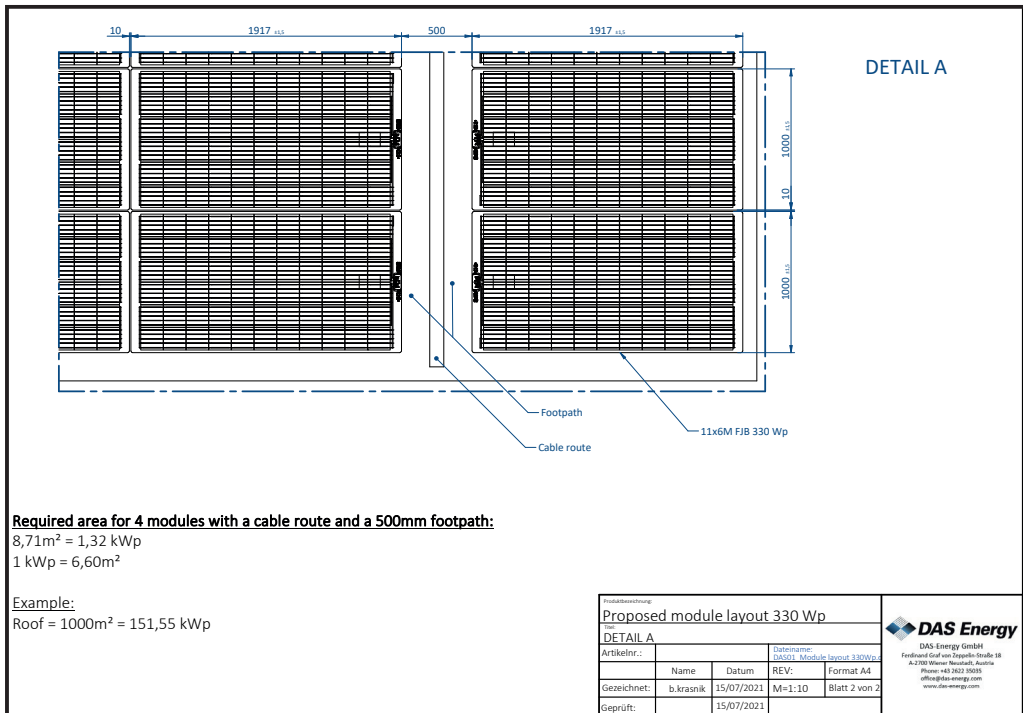 10
1917 ±1,5
500
1917 ±1,5
DETAIL A
1000 ±1,5
10
1000 ±1,5
Footpath
Cable route
11x6M FJB 330 Wp
Required area for 4 modules with a cable route and a 500mm footpath:
8,71m² = 1,32 kWp
1 kWp = 6,60m²
Example:
Roof = 1000m² = 151,55 kWp
Produktbezeichnung:
Proposed module layout 330 Wp
Titel:
DETAIL A
Artikelnr.:
Dateiname:
DAS01_Module layout 330Wp.d
Name Datum REV: Format A4
Gezeichnet: b.krasnik 15/07/2021 M=1:10 Blatt 2 von 2
Geprüft: 15/07/2021
DAS Energy
DAS-Energy GmbH
Ferdinand Graf von Zeppelin-Straße 18
A-2700 Wiener Neustadt, Austria
Phone: +43 2622 35035
office@das-energy.com
www.das-energy.com